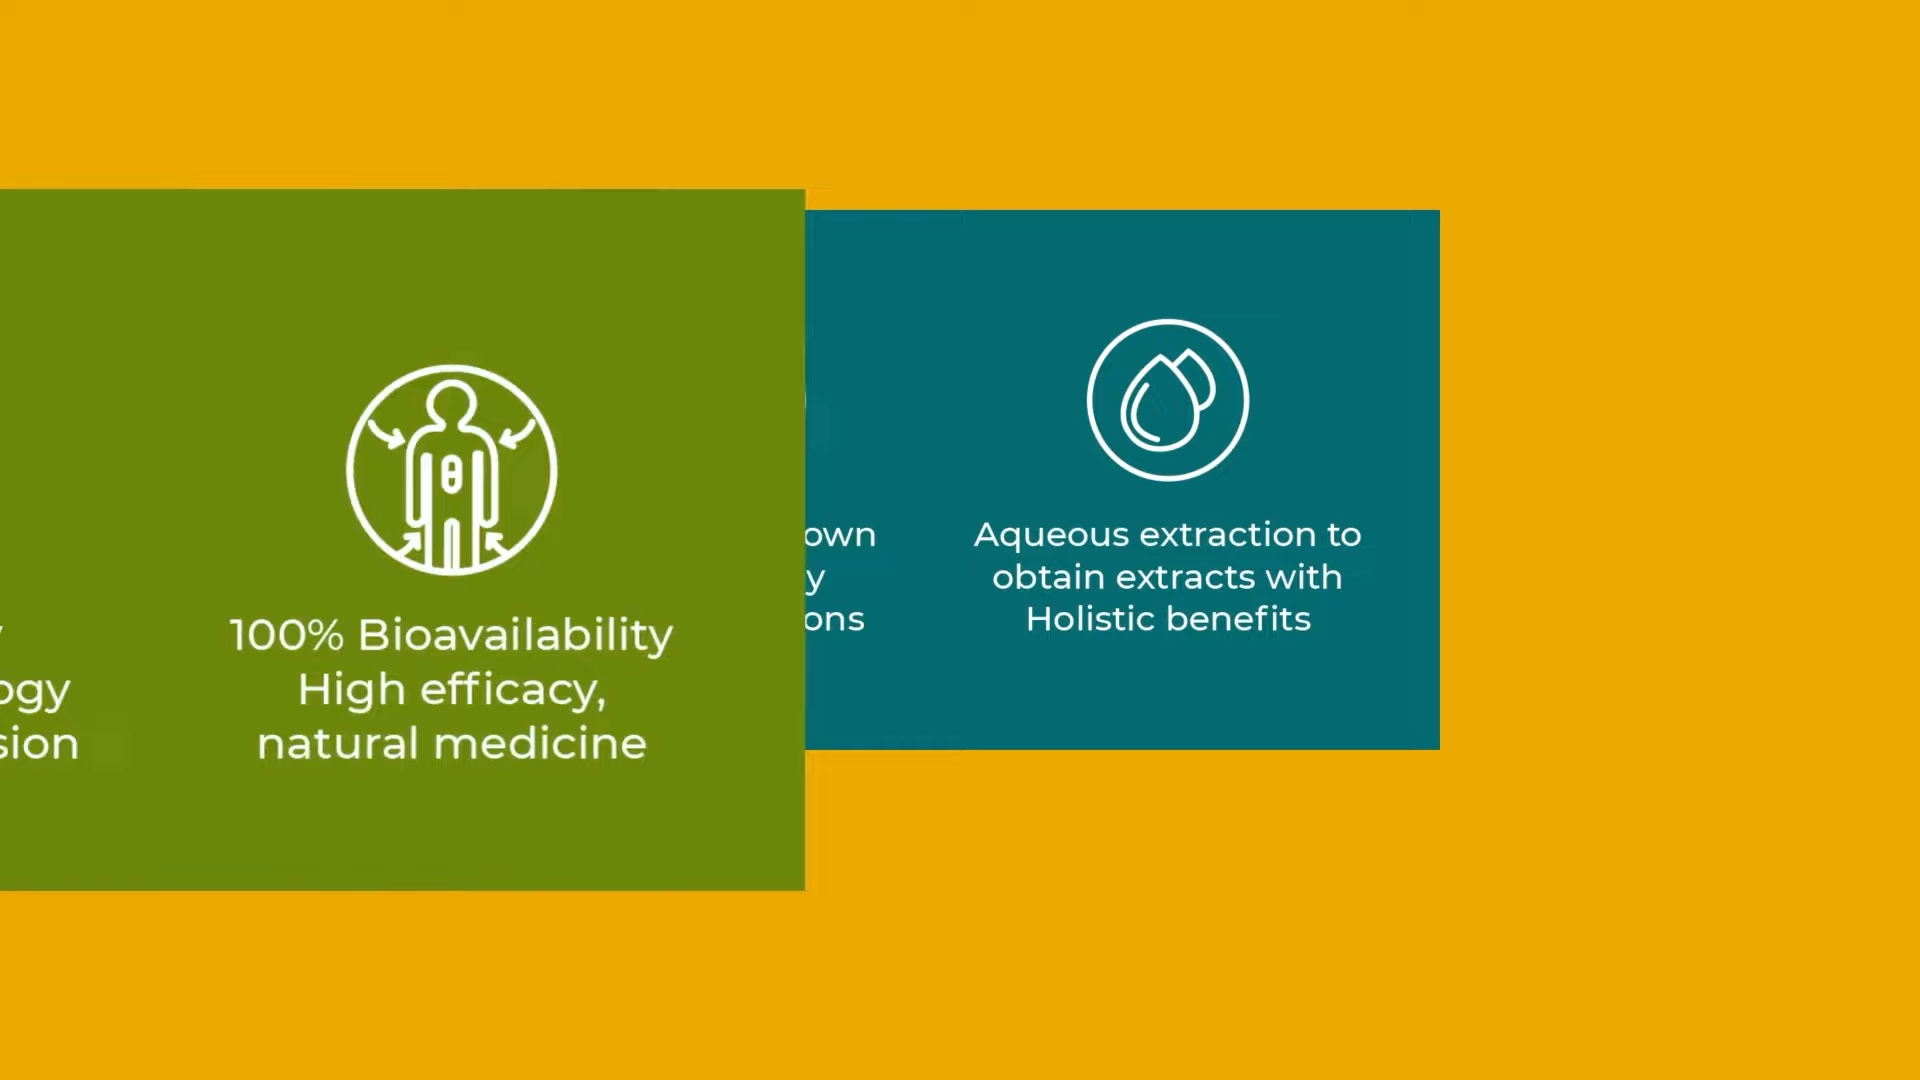 100% Bioavailability
High efficacy,
natural medicine
Aqueous extraction to
obtain extracts with
Holistic benefits